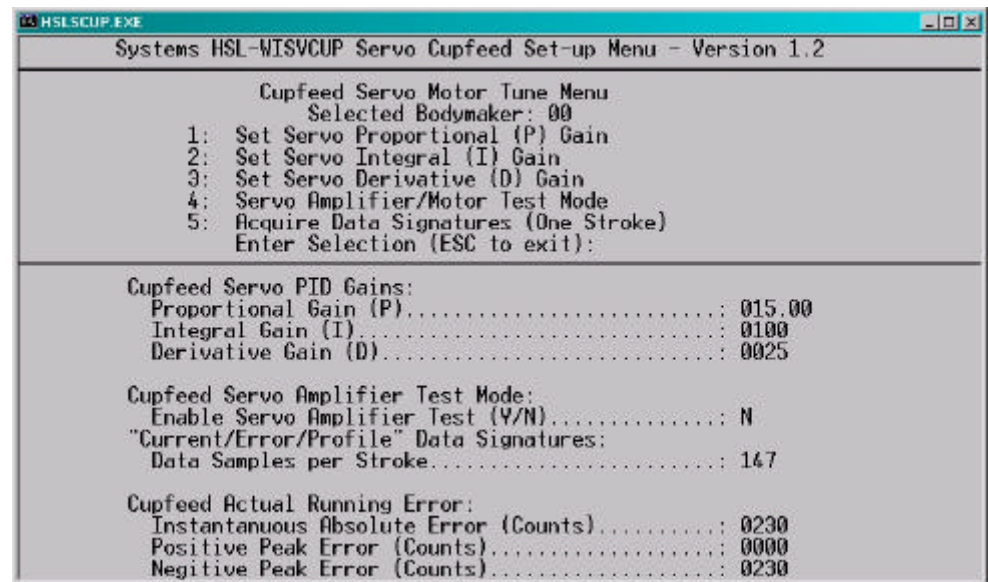 HSLSCUP.EXE
Systems HSL-WISVCUP Servo Cupfeed Set-up Menu - Version 1.2
Cupfeed Servo Motor Tune Menu
Selected Bodymaker: 00
1: Set Servo Proportional (P) Gain
2: Set Servo Integral (I) Gain
3: Set Servo Derivative (D) Gain
4: Servo Amplifier/Motor Test Mode
5: Acquire Data Signatures (One Stroke)
Enter Selection (ESC to exit):
Cupfeed Servo PID Gains:
Proportional Gain (P)...........................: 015.00
Integral Gain (I)...............................: 0100
Derivative Gain (D).............................: 0025
Cupfeed Servo Amplifier Test Mode:
Enable Servo Amplifier Test (Y/N)...............: N
"Current/Error/Profile" Data Signatures:
Data Samples per Stroke.........................: 147
Cupfeed Actual Running Error:
Instantanuous Absolute Error (Counts)...........: 0230
Positive Peak Error (Counts)....................: 0000
Negitive Peak Error (Counts)....................: 0230